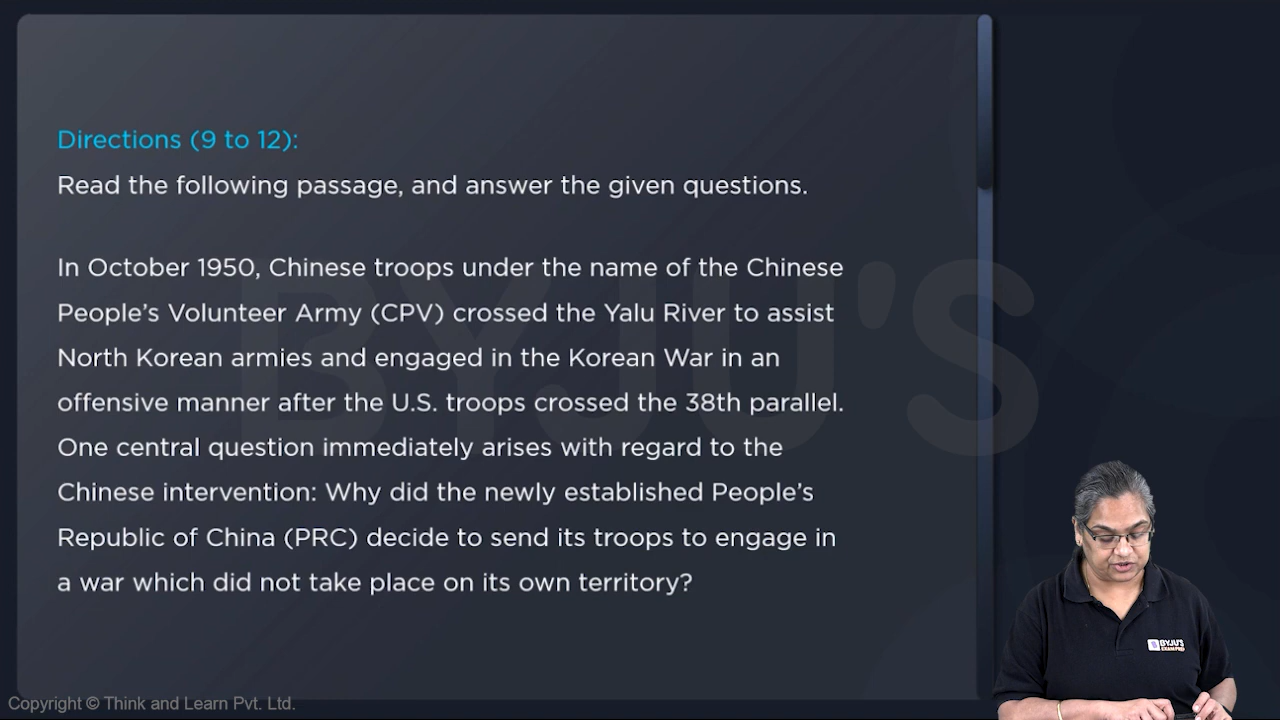 Directions (9 to 12):
Read the following passage, and answer the given questions.
In October 1950, Chinese troops under the name of the Chinese
People's Volunteer Army (CPV) crossed the Yalu River to assist
North Korean armies and engaged in the Korean War in an
offensive manner after the U.S. troops crossed the 38th parallel.
One central question immediately arises with regard to the
Chinese intervention: Why did the newly established People's
Republic of China (PRC) decide to send its troops to engage in
a war which did not take place on its own territory?
BYJU'S
BYJU'S
EXAM PREP
Copyright © Think and Learn Pvt. Ltd.